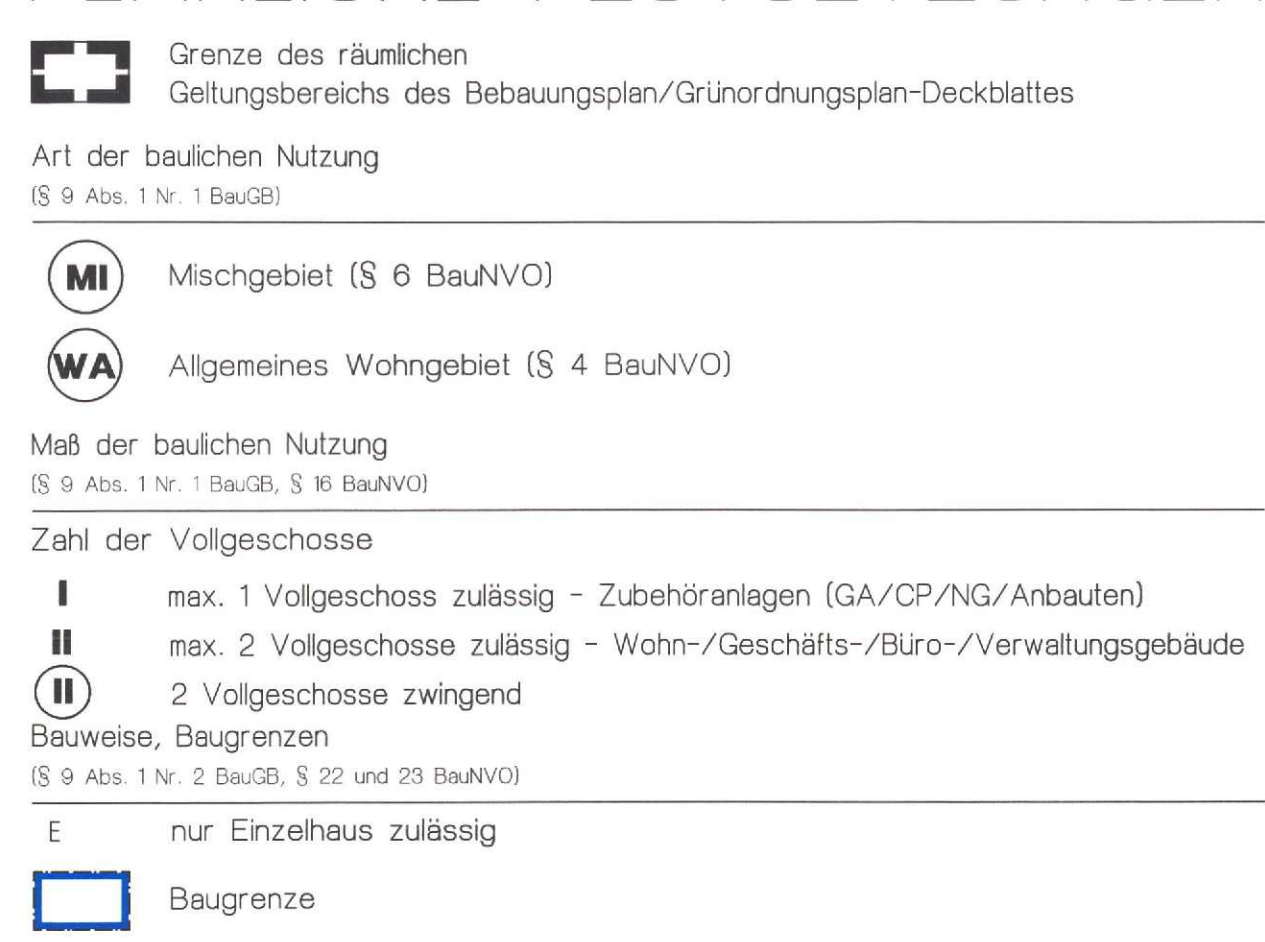 Grenze des räumlichen
Geltungsbereichs des Bebauungsplan/Grünordnungsplan-Deckblattes
Art der baulichen Nutzung
(§ 9 Abs. 1 Nr. 1 BauGB)
MI Mischgebiet (§ 6 BauNVO)
WA Allgemeines Wohngebiet (§ 4 BauNVO)
Maß der baulichen Nutzung
(§ 9 Abs. 1 Nr. 1 BauGB, § 16 BauNVO)
Zahl der Vollgeschosse
I max. 1 Vollgeschoss zulässig - Zubehöranlagen (GA/CP/NG/Anbauten)
II max. 2 Vollgeschosse zulässig - Wohn-/Geschäfts-/Büro-/Verwaltungsgebäude
II 2 Vollgeschosse zwingend
Bauweise, Baugrenzen
(§ 9 Abs. 1 Nr. 2 BauGB, § 22 und 23 BauNVO)
E nur Einzelhaus zulässig
Baugrenze